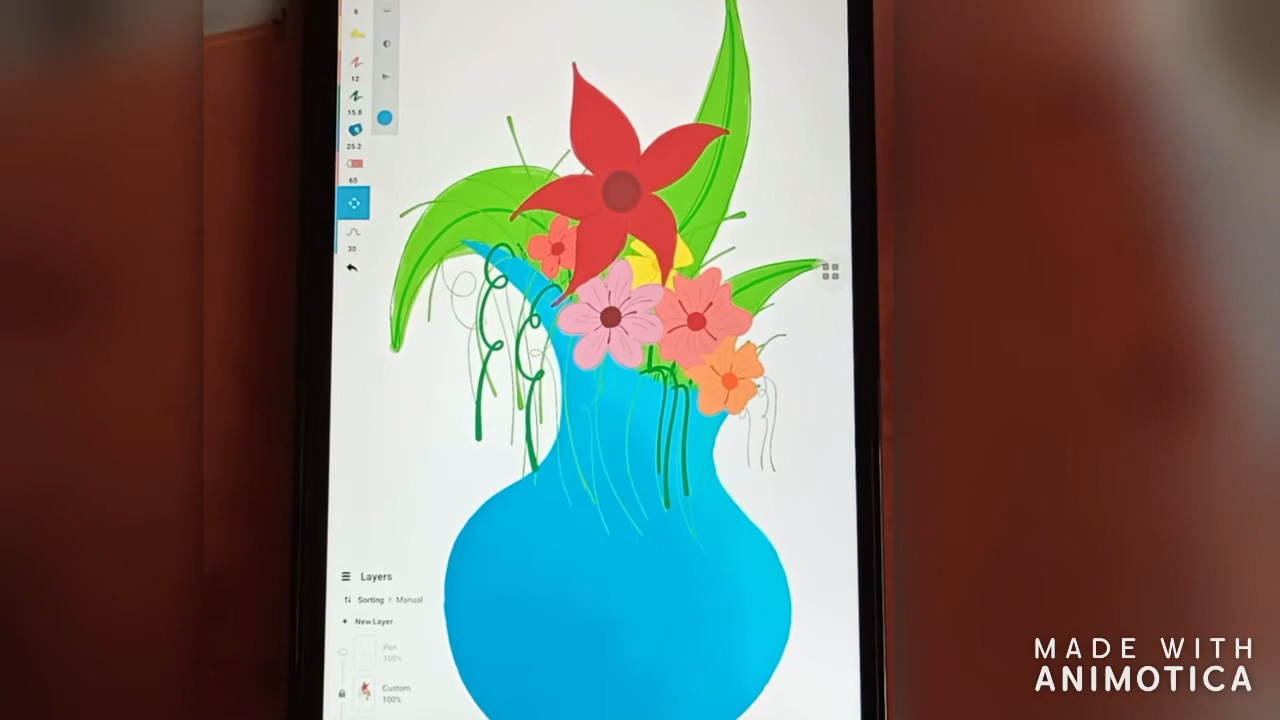 6
12
15.8
25.2
60
30
Layers
Sorting > Manual
+ New Layer
Pen
100%
Custom
100%
MADE WITH
ANIMOTICA